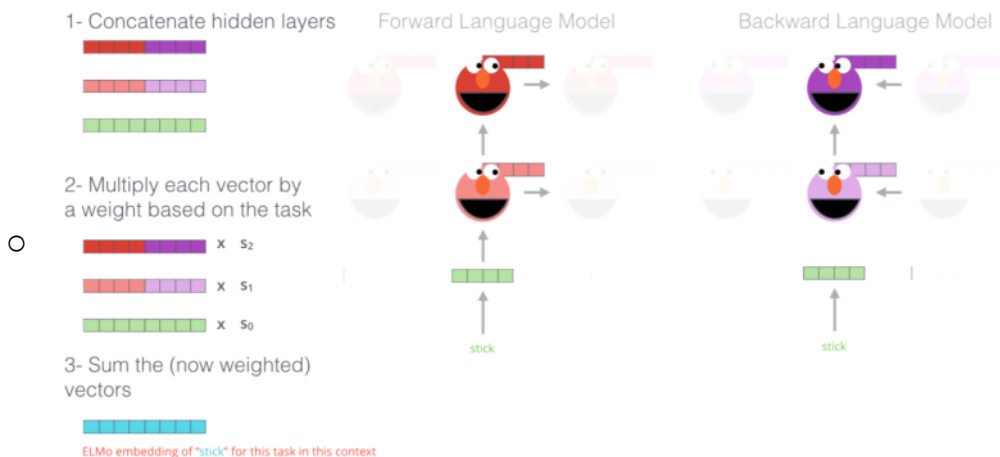 1- Concatenate hidden layers
Forward Language Model
Backward Language Model
2- Multiply each vector by
a weight based on the task
x s₂
x s₁
x s₀
stick
stick
3- Sum the (now weighted)
vectors
ELMo embedding of "stick" for this task in this context